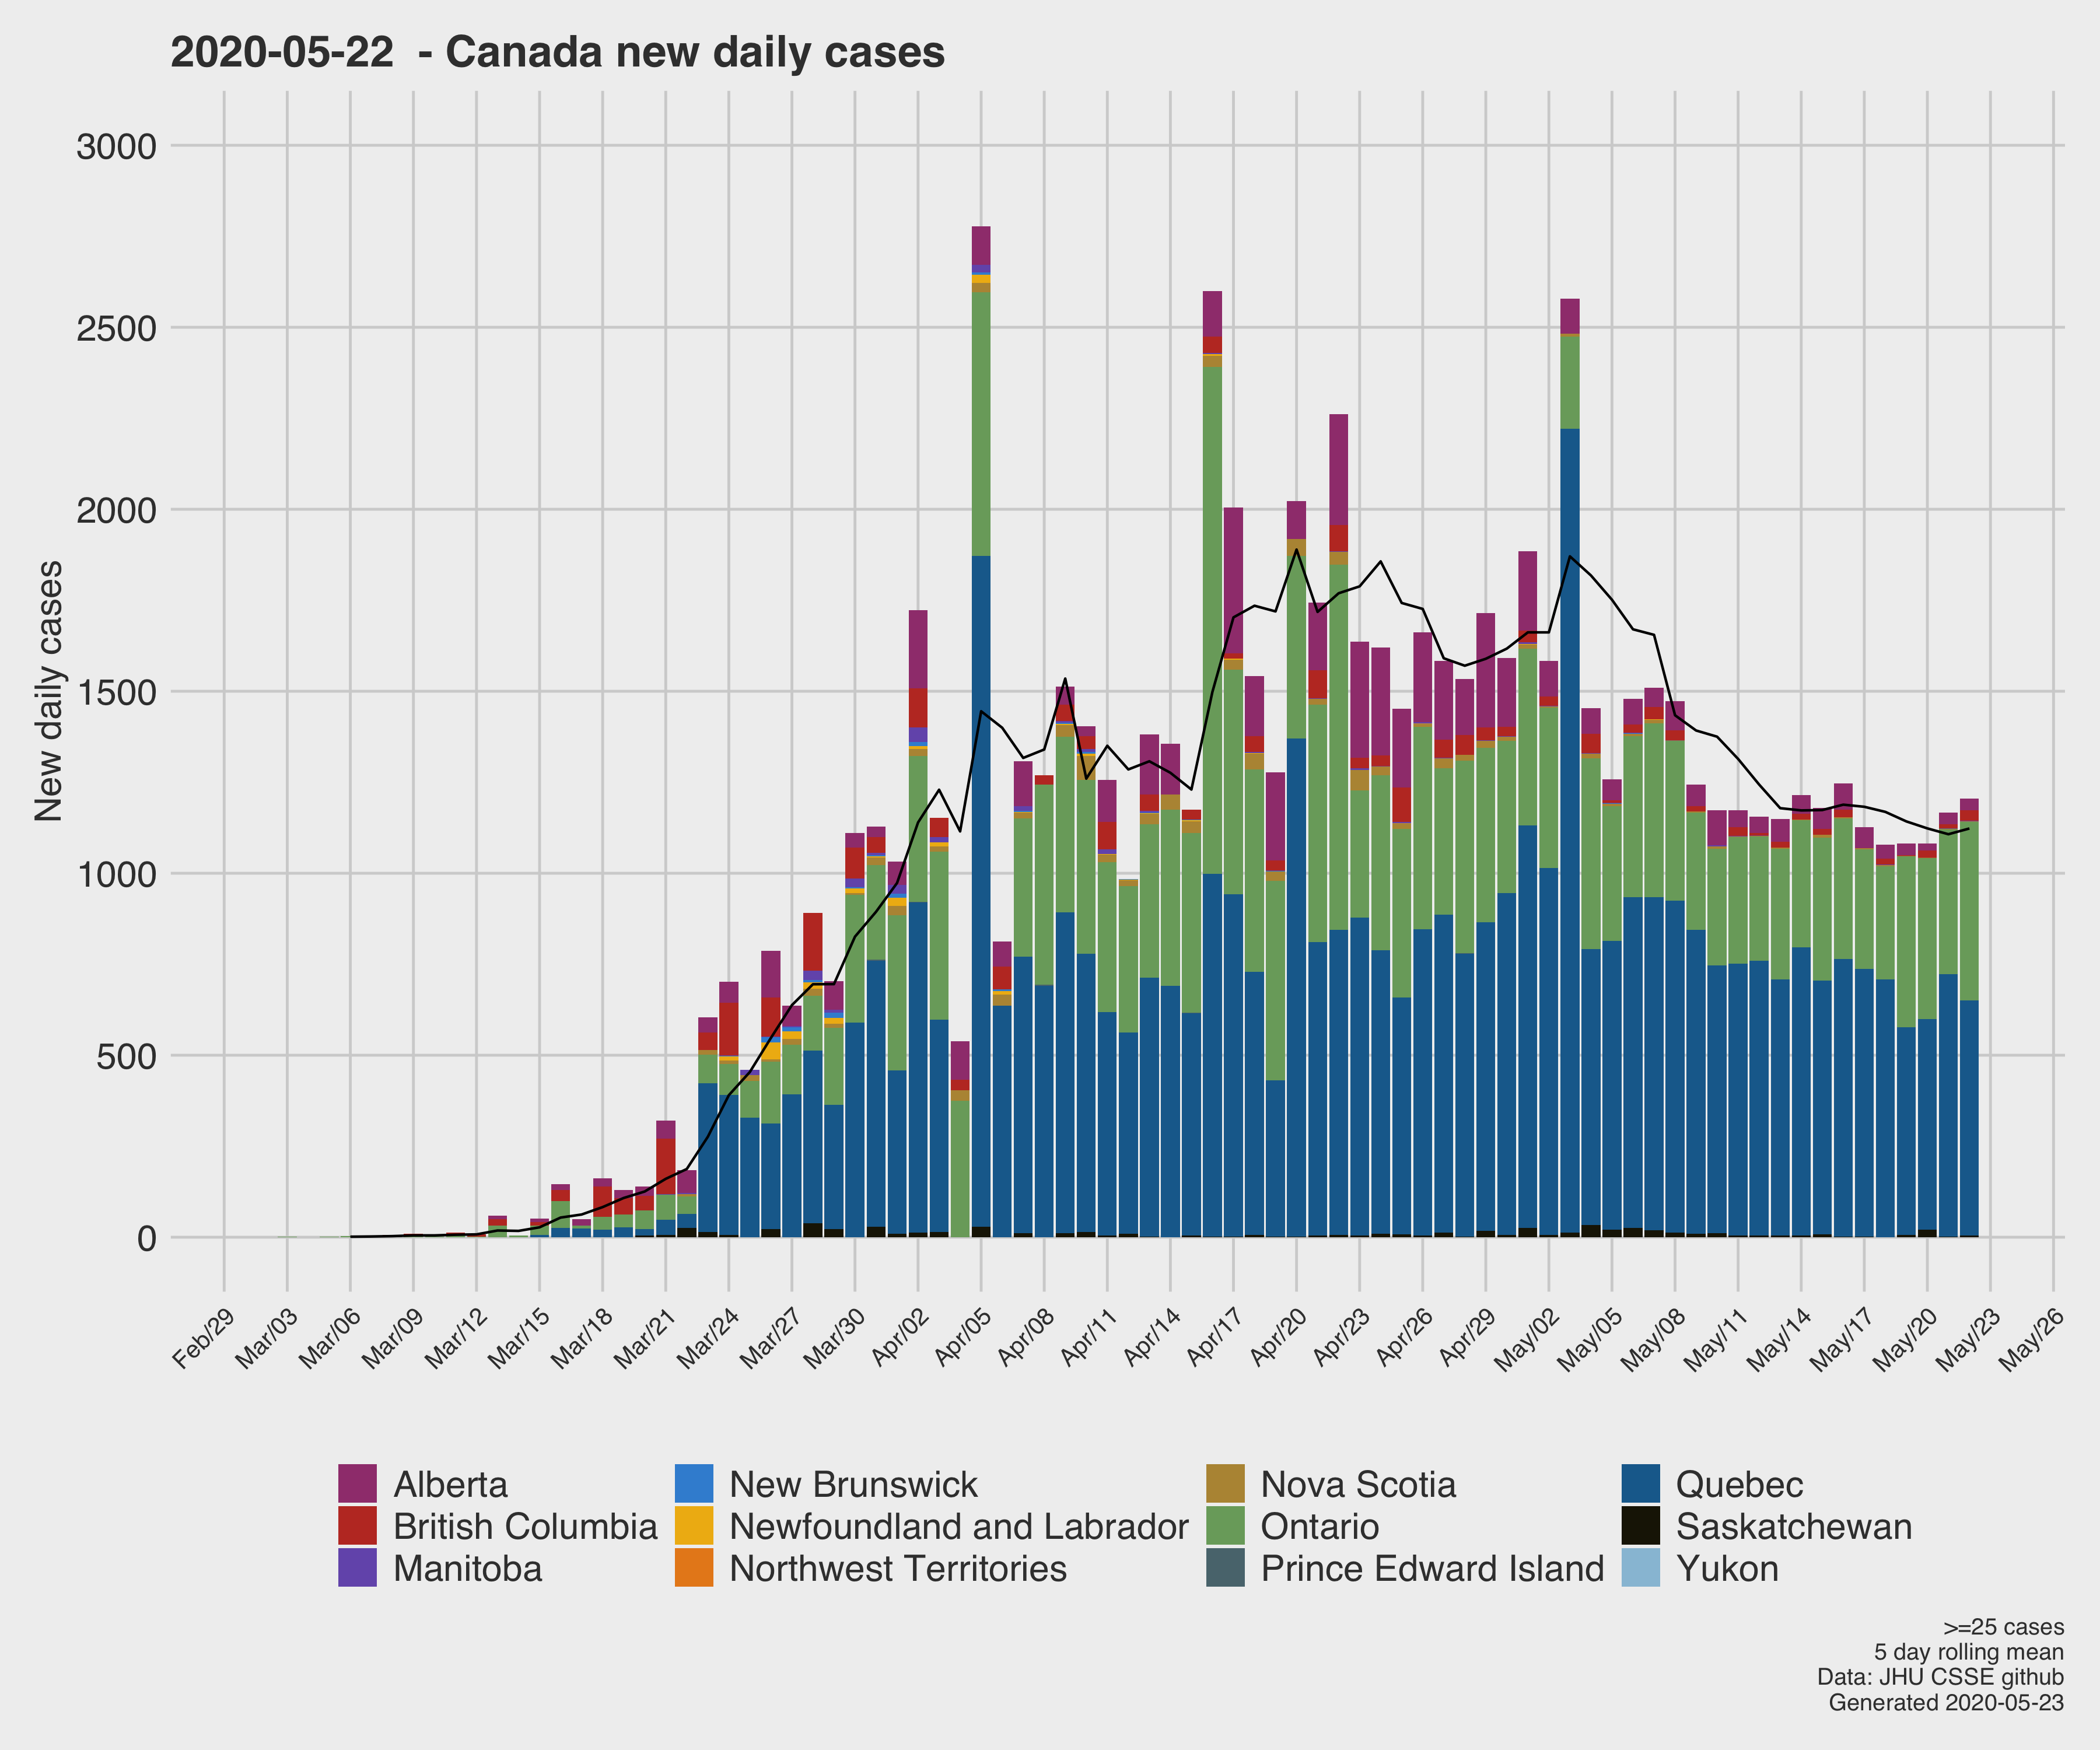 2020-05-22  - Canada new daily cases
New daily cases
3000
2500
2000
1500
1000
500
0
Feb/29
Mar/03
Mar/06
Mar/09
Mar/12
Mar/15
Mar/18
Mar/21
Mar/24
Mar/27
Mar/30
Apr/02
Apr/05
Apr/08
Apr/11
Apr/14
Apr/17
Apr/20
Apr/23
Apr/26
Apr/29
May/02
May/05
May/08
May/11
May/14
May/17
May/20
May/23
May/26
Alberta
British Columbia
Manitoba
New Brunswick
Newfoundland and Labrador
Northwest Territories
Nova Scotia
Ontario
Prince Edward Island
Quebec
Saskatchewan
Yukon
>=25 cases
5 day rolling mean
Data: JHU CSSE github
Generated 2020-05-23